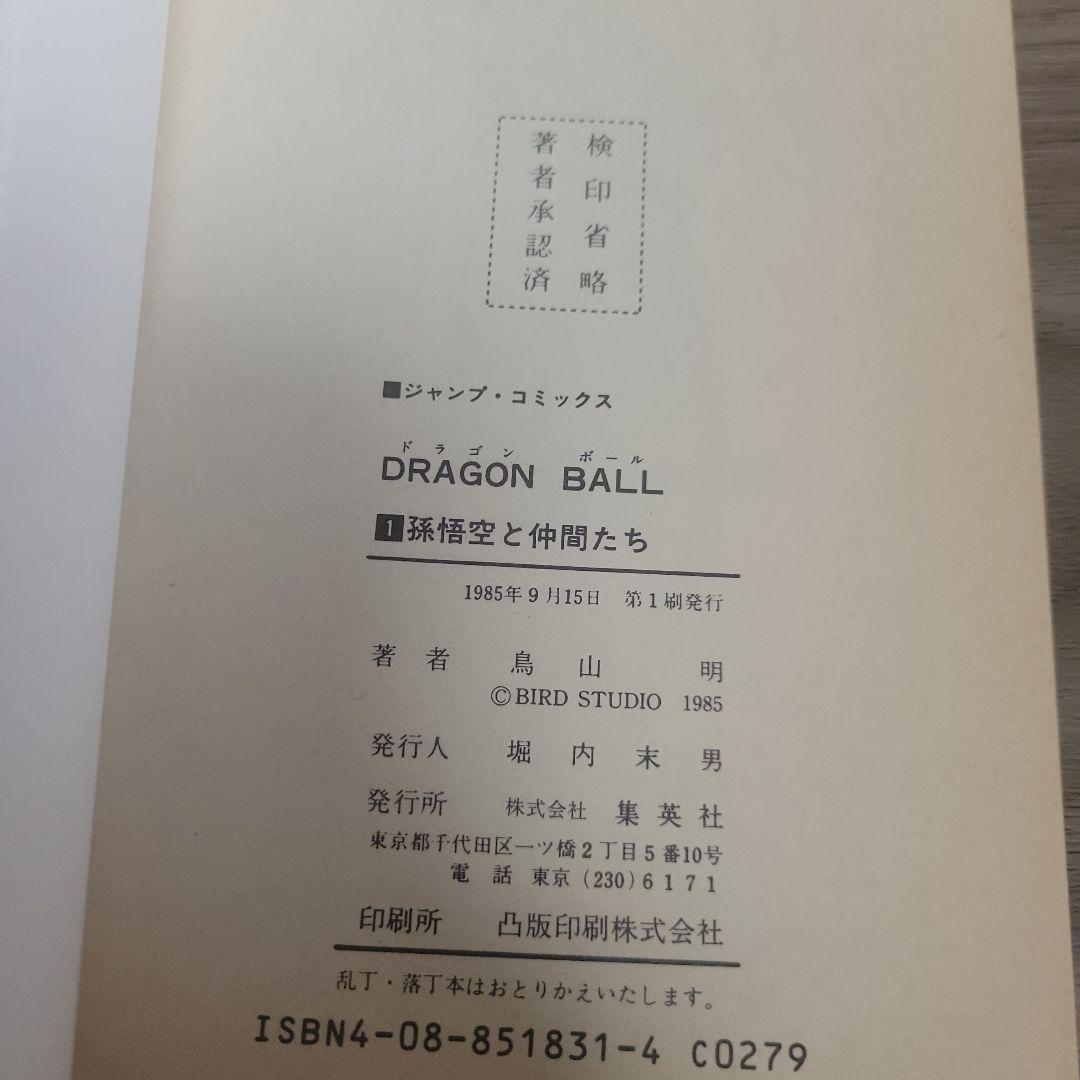 検印省略
著者承認済
■ジャンプ・コミックス
ドラゴン ボール
DRAGON BALL
1孫悟空と仲間たち
1985年9月15日 第1刷発行
著者 鳥山明
©BIRD STUDIO 1985
発行人 堀内末男
発行所 株式会社 集英社
東京都千代田区一ツ橋2丁目5番10号
電話 東京(230)6171
印刷所 凸版印刷株式会社
乱丁・落丁本はおとりかえいたします。
ISBN4-08-851831-4 C0279